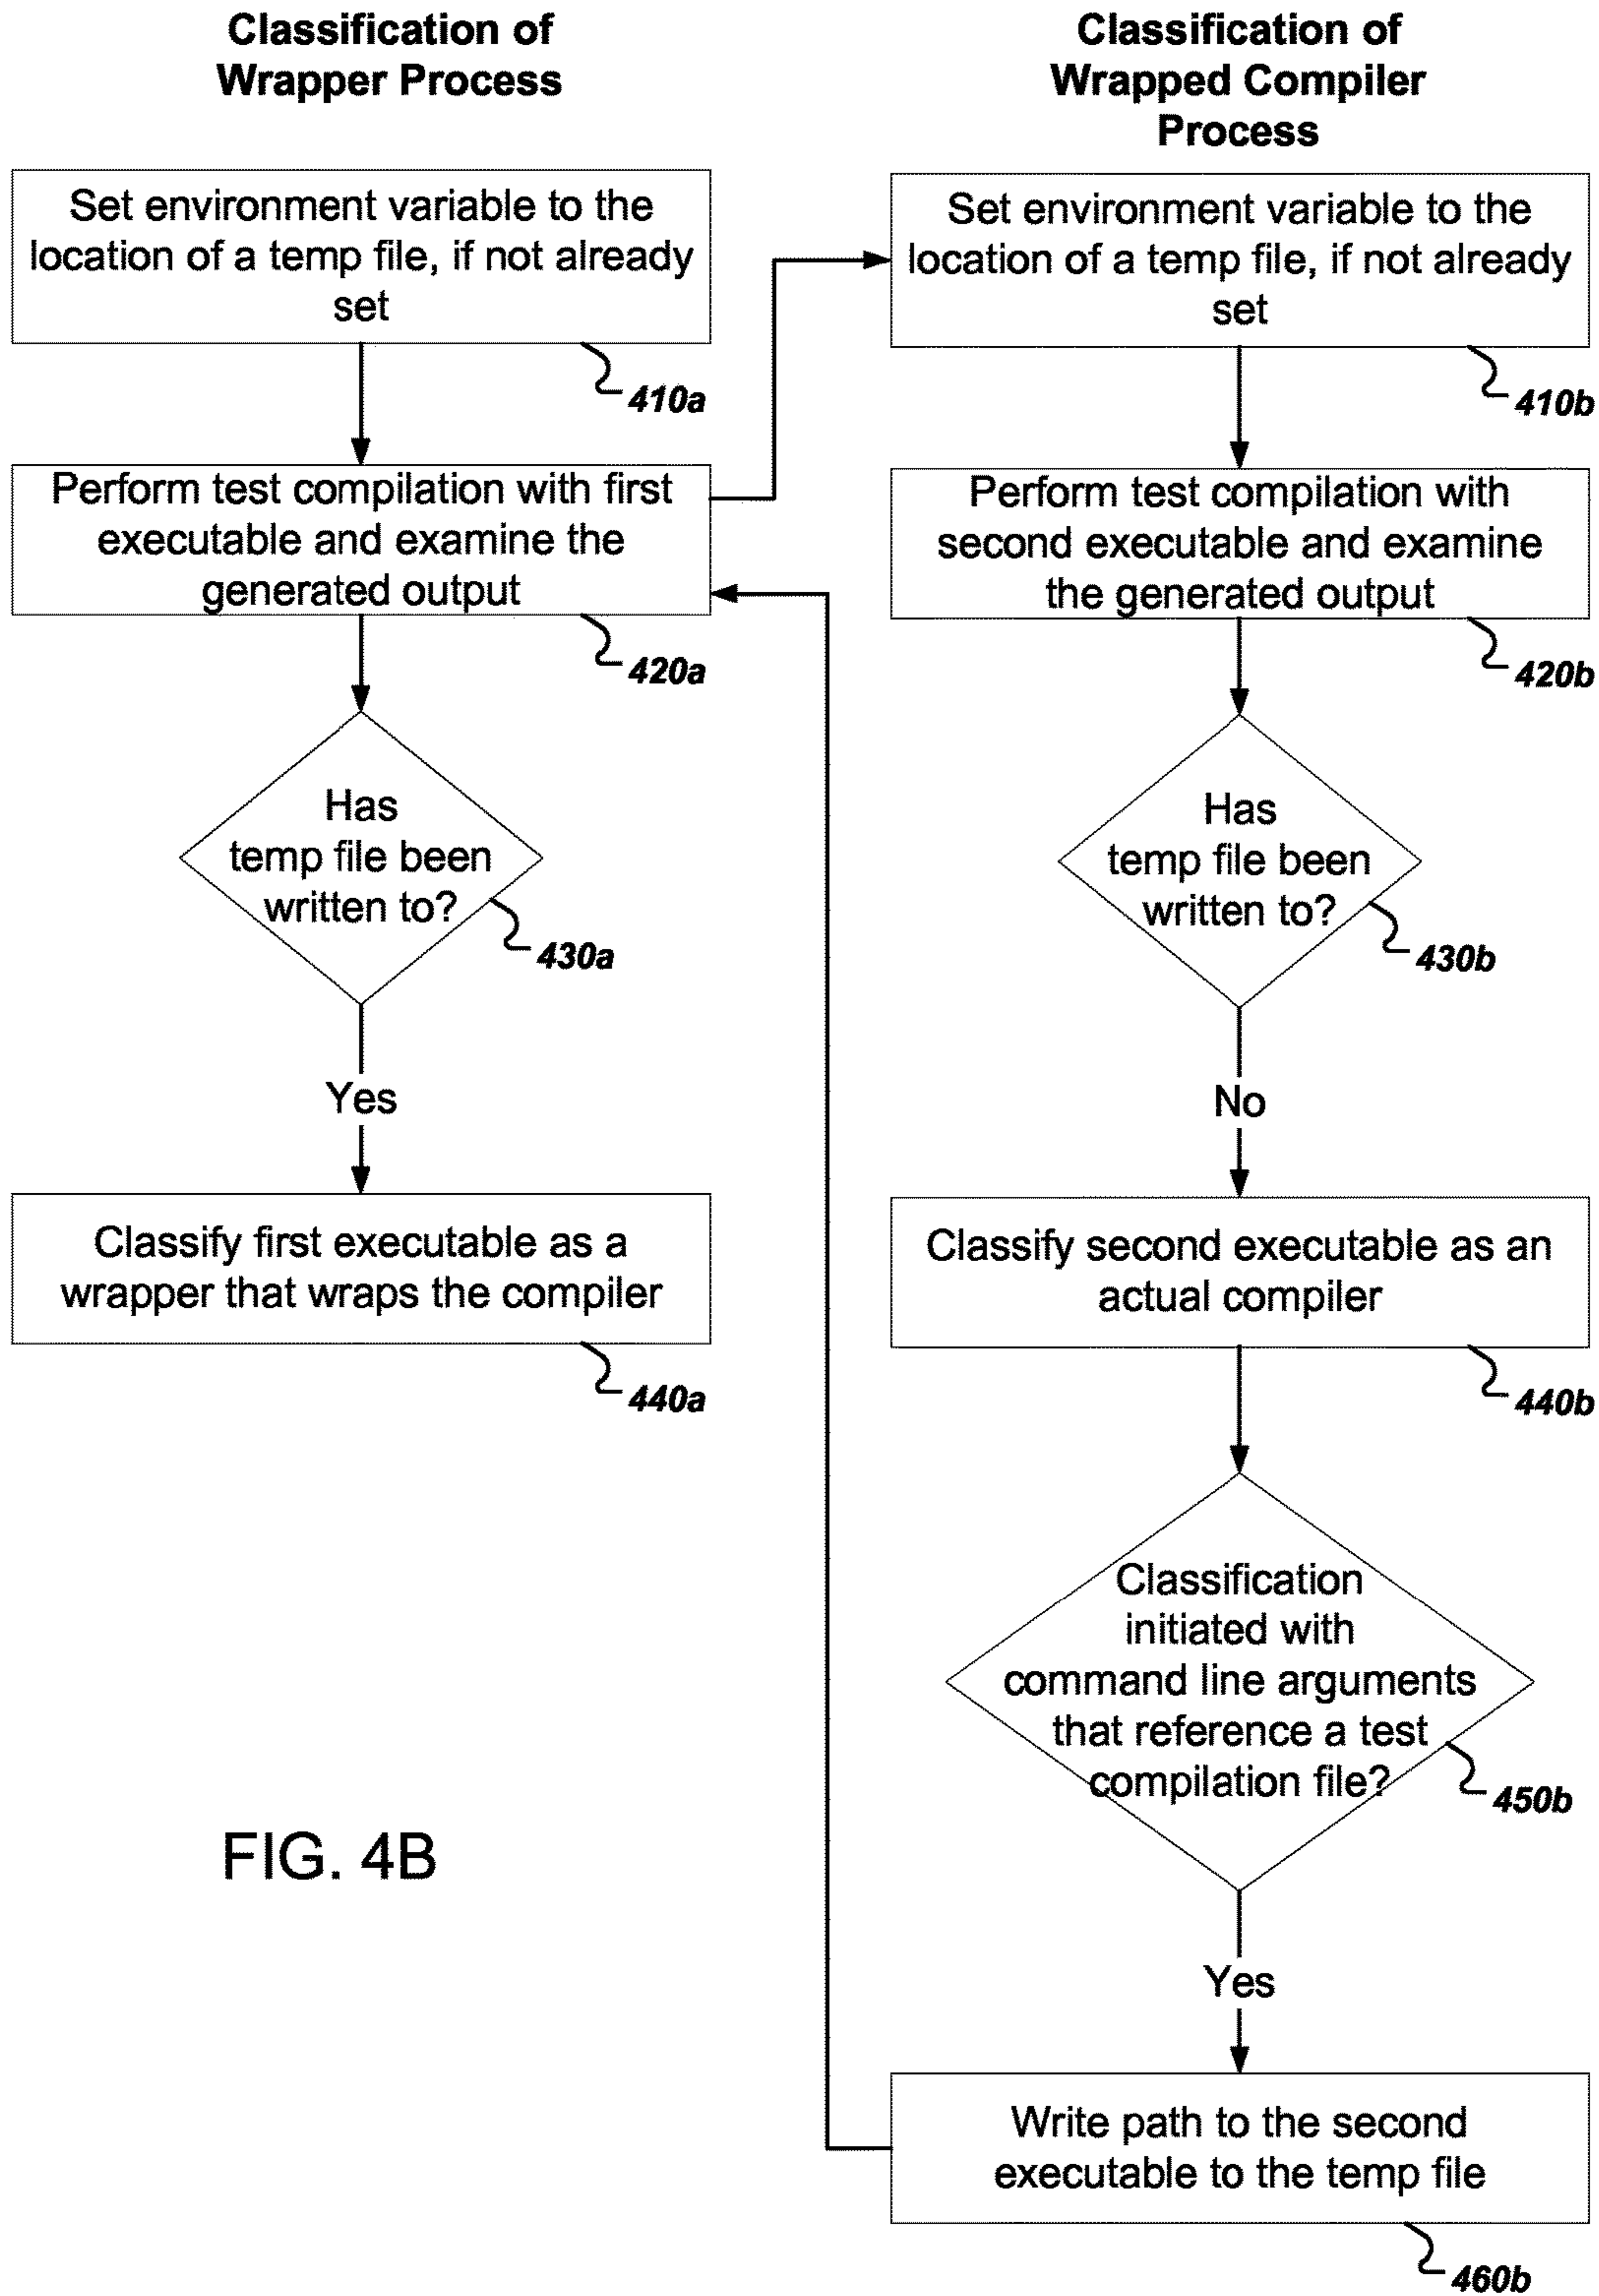 Classification of
Wrapper Process
Set environment variable to the
location of a temp file, if not already
set
410a
Perform test compilation with first
executable and examine the
generated output
420a
Has
temp file been
written to?
430a
Yes
Classify first executable as a
wrapper that wraps the compiler
440a
Classification of
Wrapped Compiler
Process
Set environment variable to the
location of a temp file, if not already
set
410b
Perform test compilation with
second executable and examine
the generated output
420b
Has
temp file been
written to?
430b
No
Classify second executable as an
actual compiler
440b
Classification
initiated with
command line arguments
that reference a test
compilation file?
450b
Yes
Write path to the second
executable to the temp file
460b
FIG. 4B